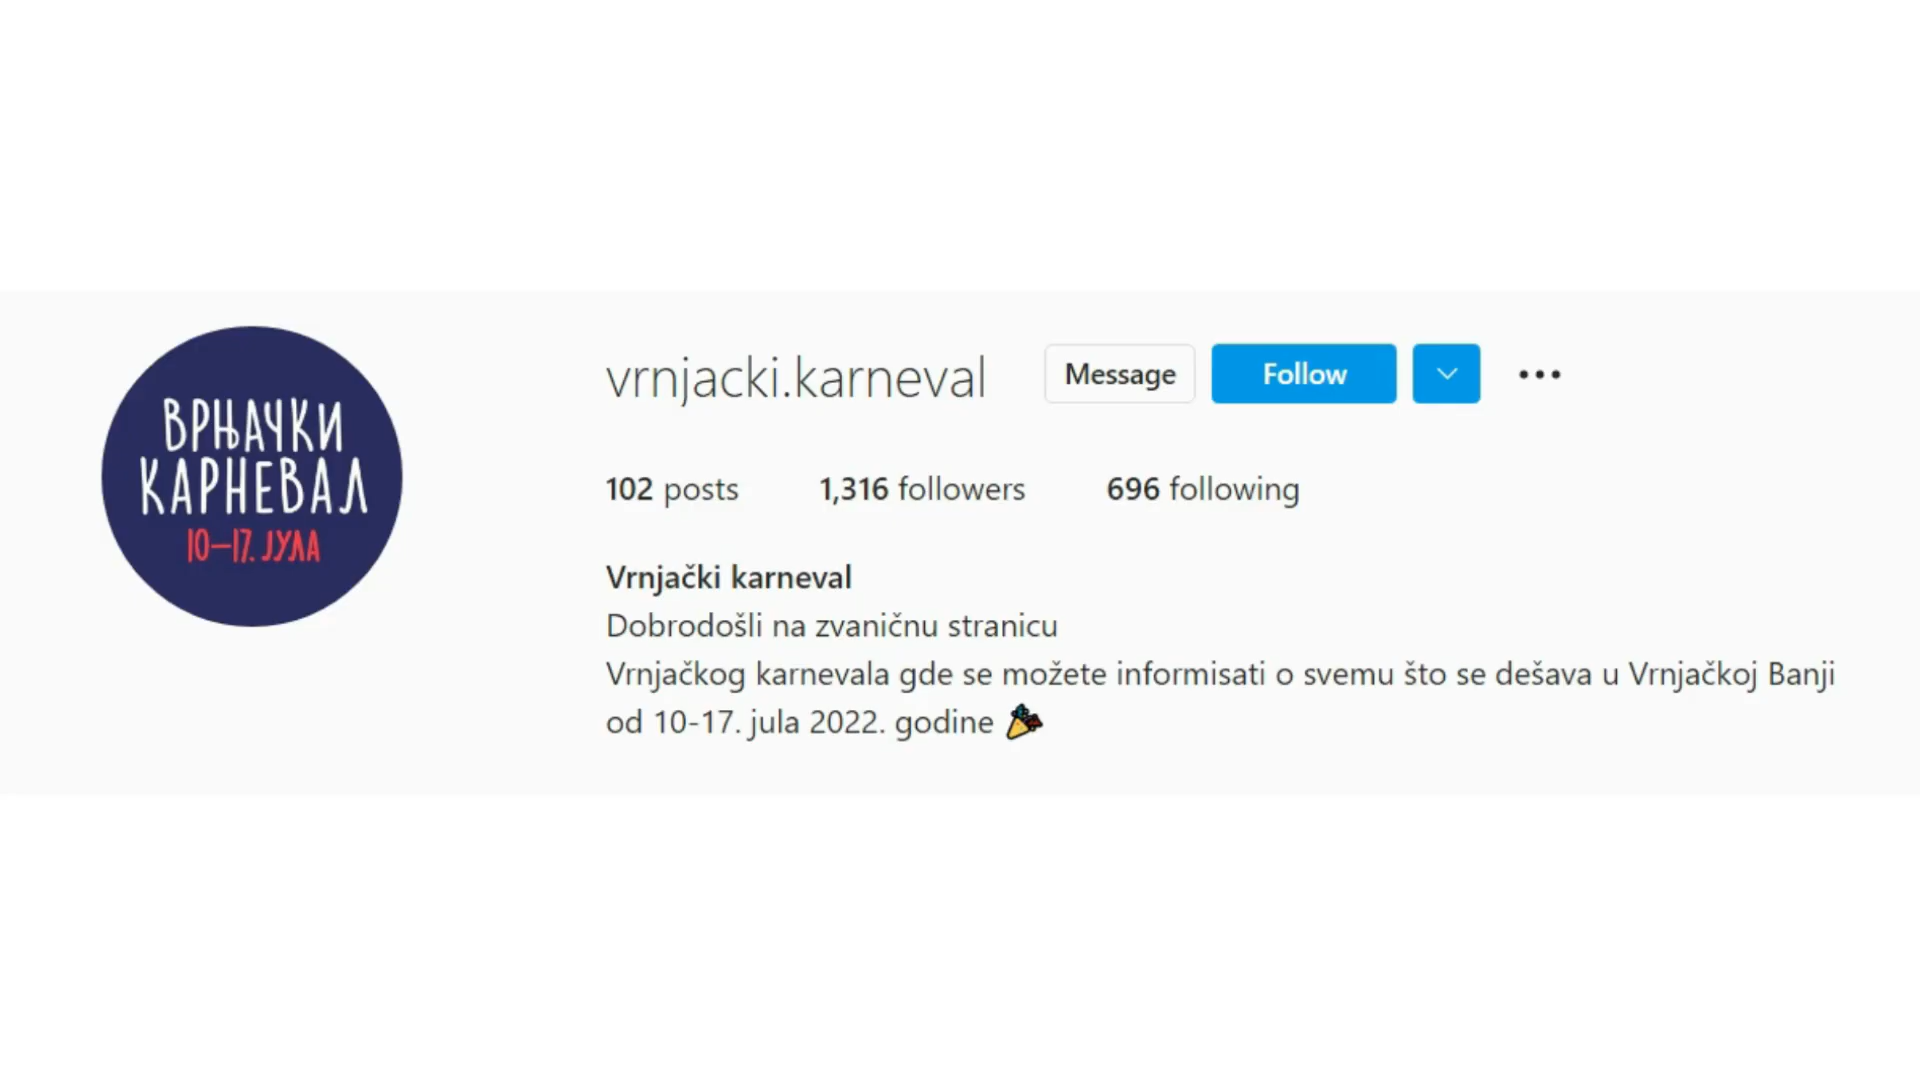 ВРЊАЧКИ
КАРНЕВАЛ
10–17. ЈУЛА
vrnjacki.karneval
Message
Follow
102 posts
1,316 followers
696 following
Vrnjački karneval
Dobrodošli na zvaničnu stranicu
Vrnjačkog karnevala gde se možete informisati o svemu što se dešava u Vrnjačkoj Banji
od 10-17. jula 2022. godine 🎉